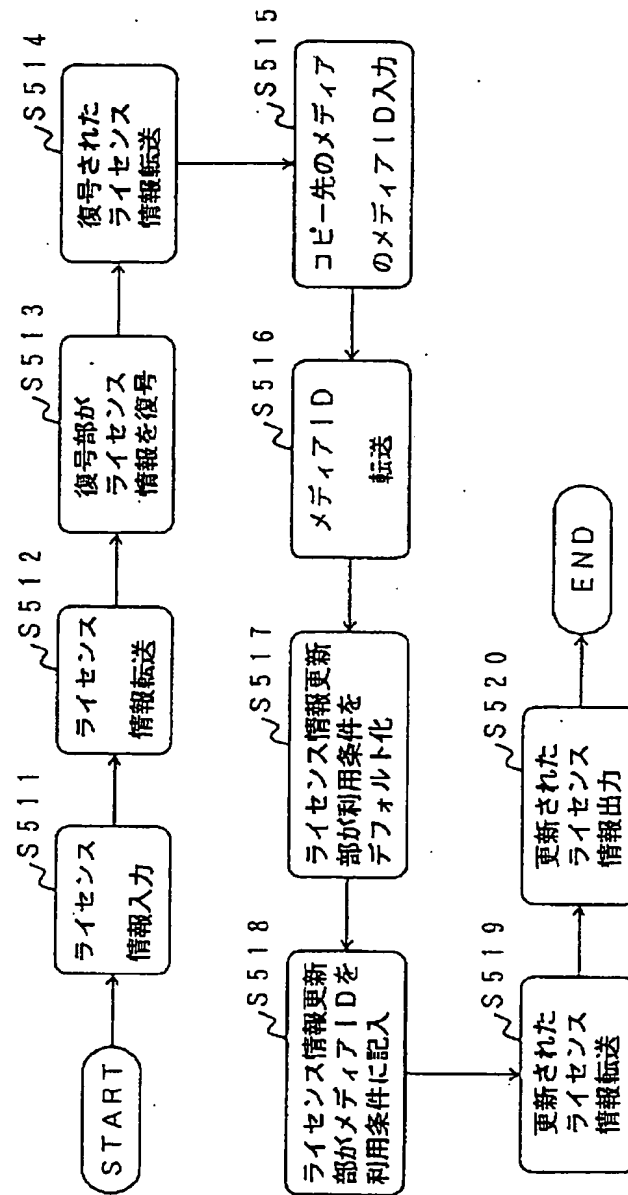 START
S511
ライセンス
情報入力
S512
ライセンス
情報転送
S513
復号部が
ライセンス
情報を復号
S514
復号された
ライセンス
情報転送
S515
コピー先のメディア
のメディアID入力
S516
メディアID
転送
S517
ライセンス情報更新
部が利用条件を
デフォルト化
S518
ライセンス情報更新
部がメディアIDを
利用条件に記入
S519
更新された
ライセンス
情報転送
S520
更新された
ライセンス
情報出力
END